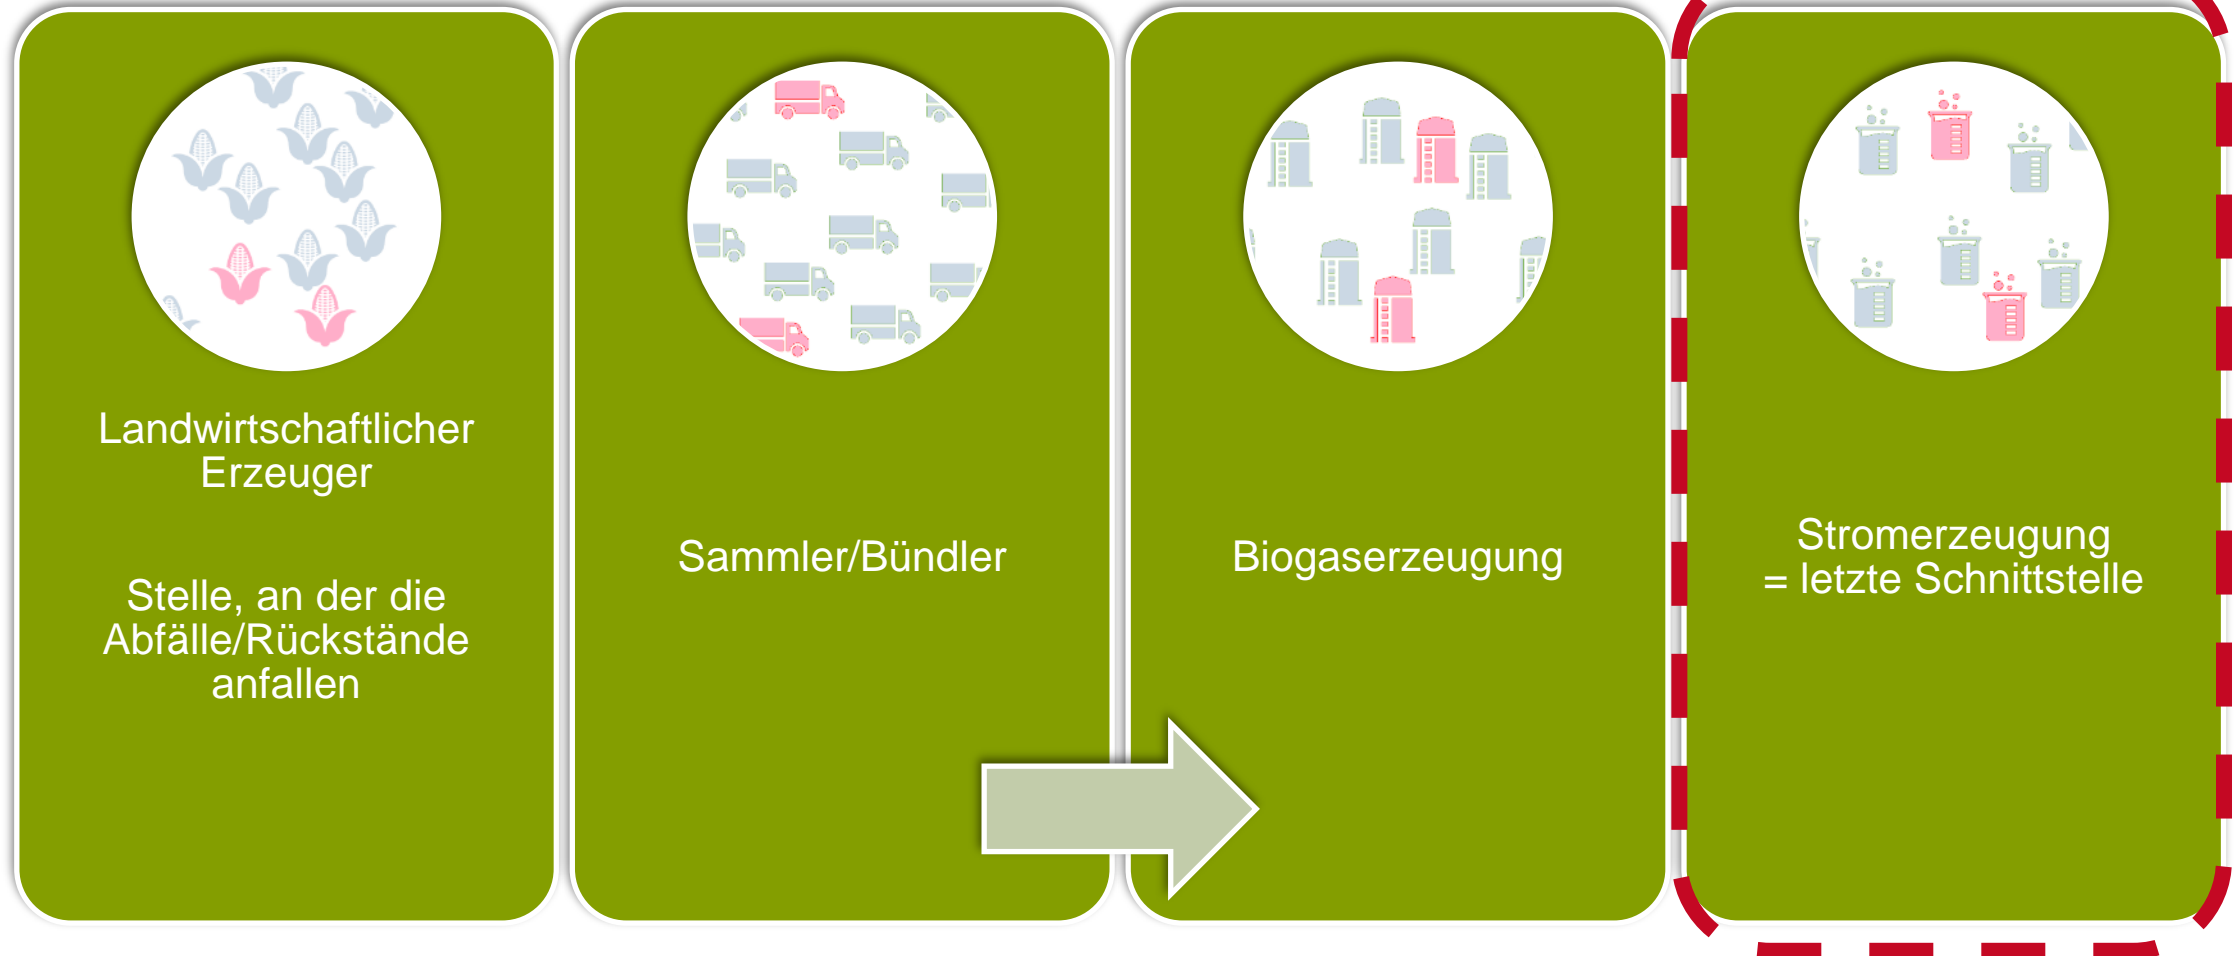 Landwirtschaftlicher
Erzeuger
Stelle, an der die
Abfälle/Rückstände
anfallen
Sammler/Bündler
Biogaserzeugung
Stromerzeugung
= letzte Schnittstelle